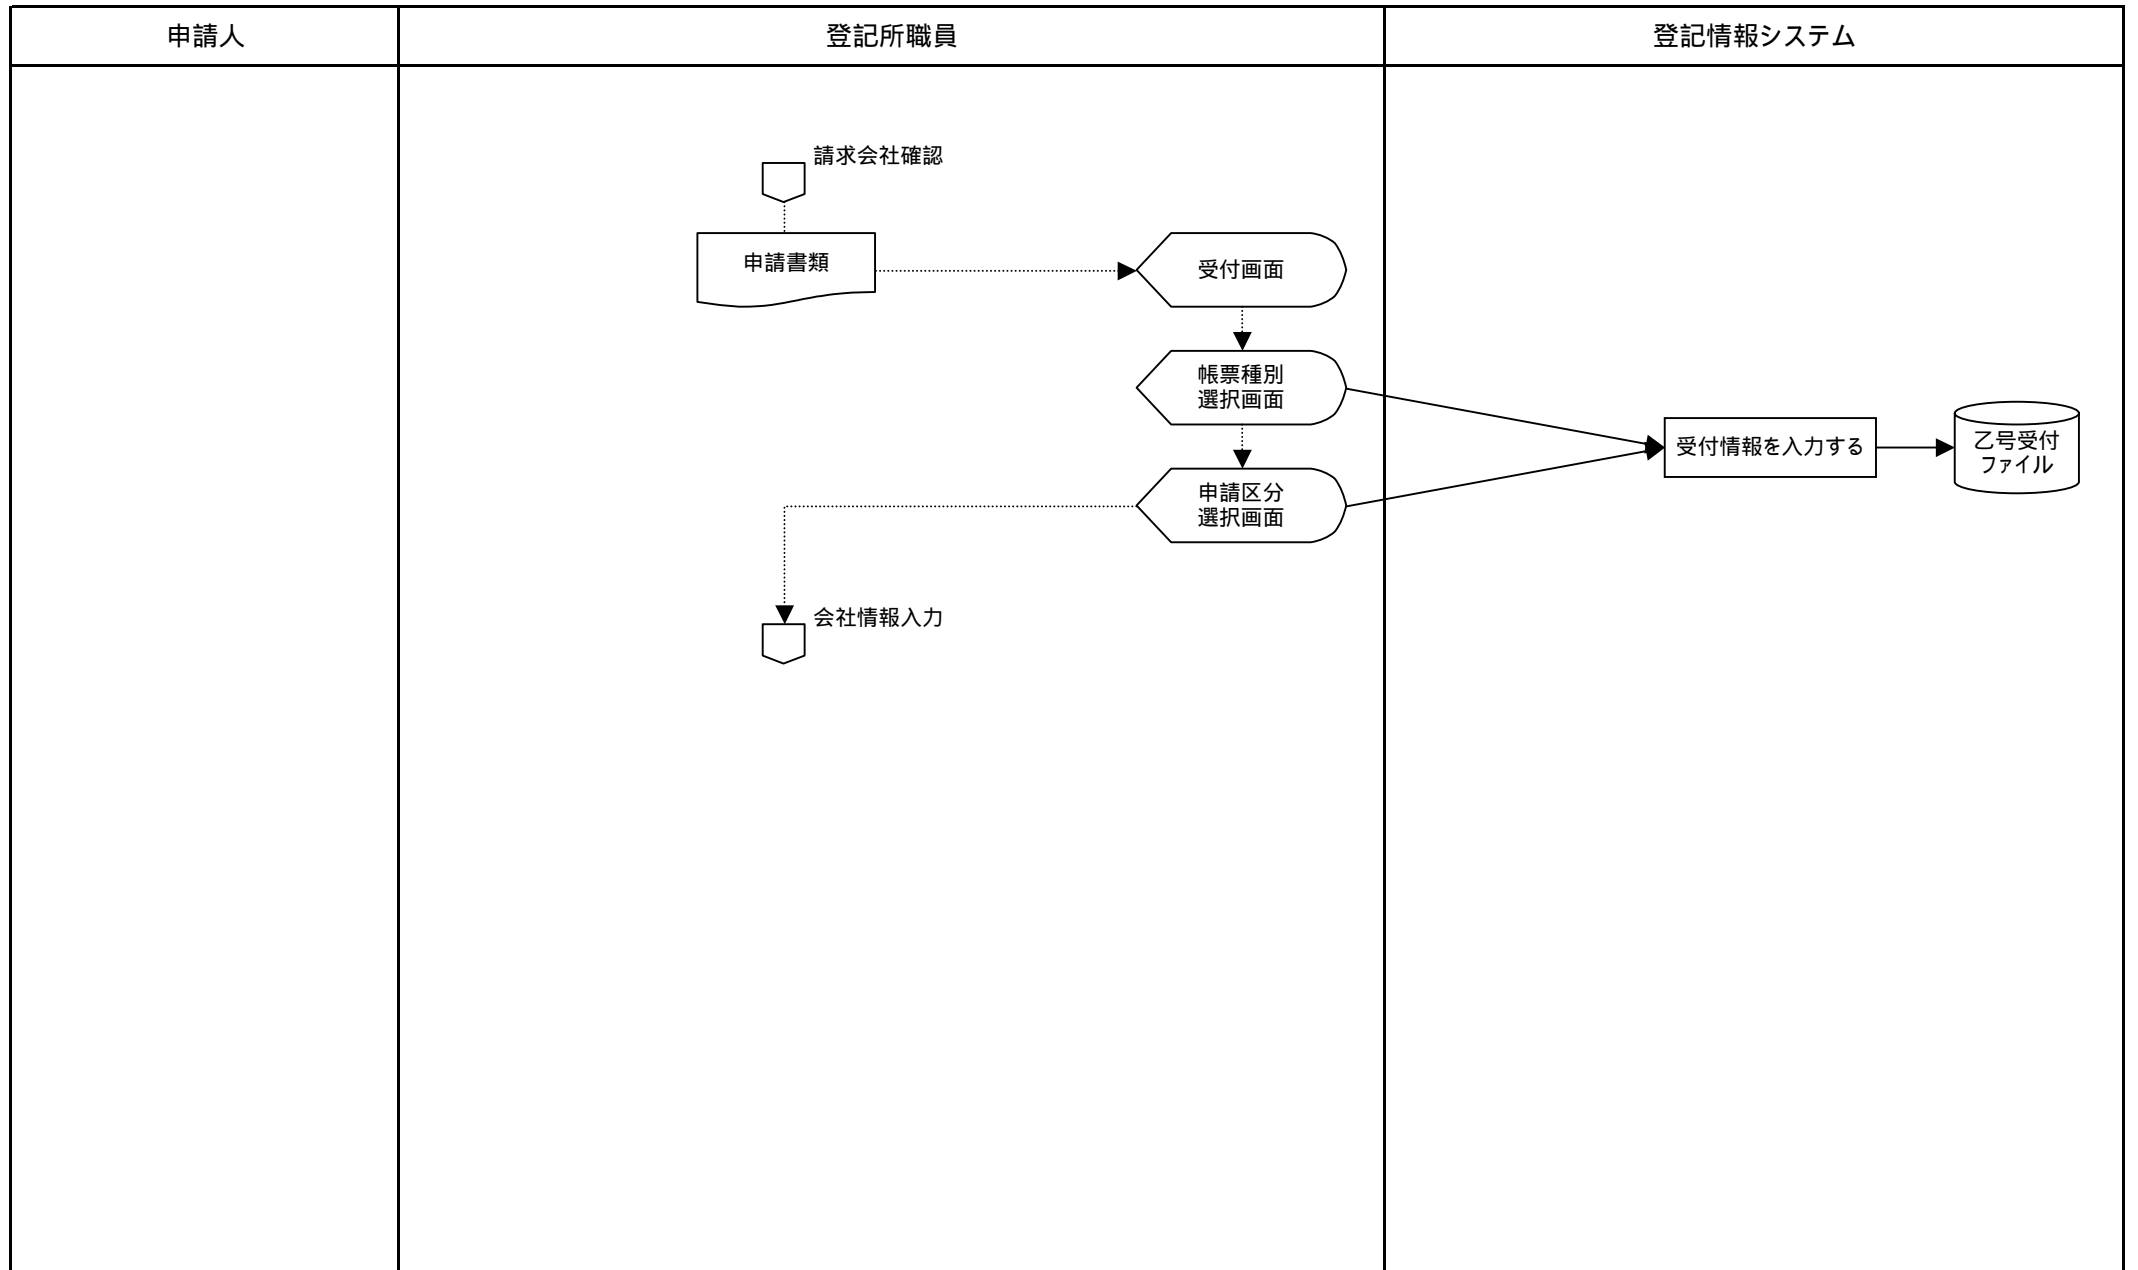 申請人
登記所職員
登記情報システム
請求会社確認
申請書類
受付画面
帳票種別
選択画面
受付情報を入力する
乙号受付
ファイル
申請区分
選択画面
会社情報入力